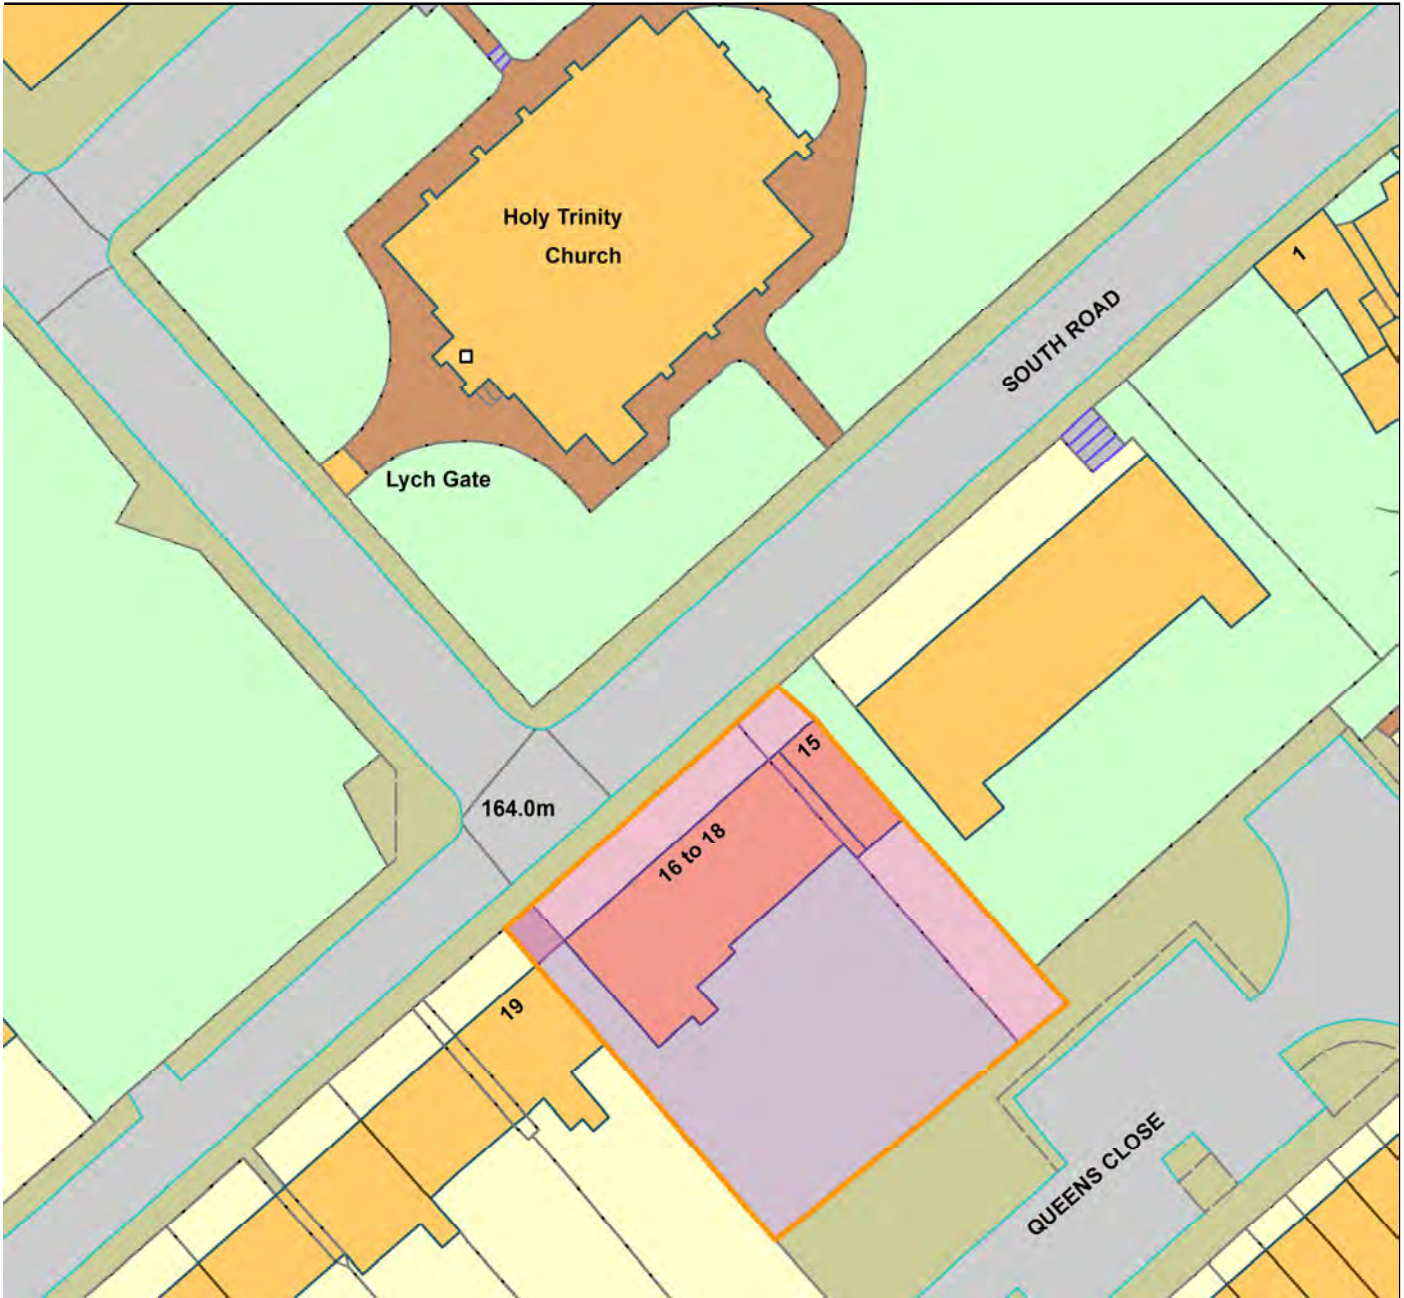 Holy Trinity
Church
1
SOUTH ROAD
Lych Gate
15
164.0m
16 to 18
19
QUEENS CLOSE